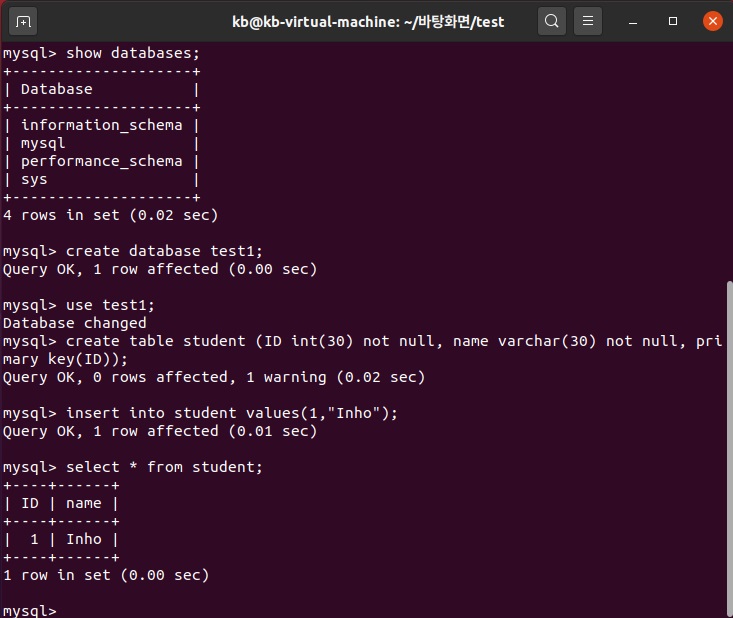 kb@kb-virtual-machine: ~/바탕화면/test
mysql> show databases;
+--------------------+
| Database           |
+--------------------+
| information_schema |
| mysql              |
| performance_schema |
| sys                |
+--------------------+
4 rows in set (0.02 sec)
mysql> create database test1;
Query OK, 1 row affected (0.00 sec)
mysql> use test1;
Database changed
mysql> create table student (ID int(30) not null, name varchar(30) not null, pri
mary key(ID));
Query OK, 0 rows affected, 1 warning (0.02 sec)
mysql> insert into student values(1,"Inho");
Query OK, 1 row affected (0.01 sec)
mysql> select * from student;
+----+------+
| ID | name |
+----+------+
|  1 | Inho |
+----+------+
1 row in set (0.00 sec)
mysql>